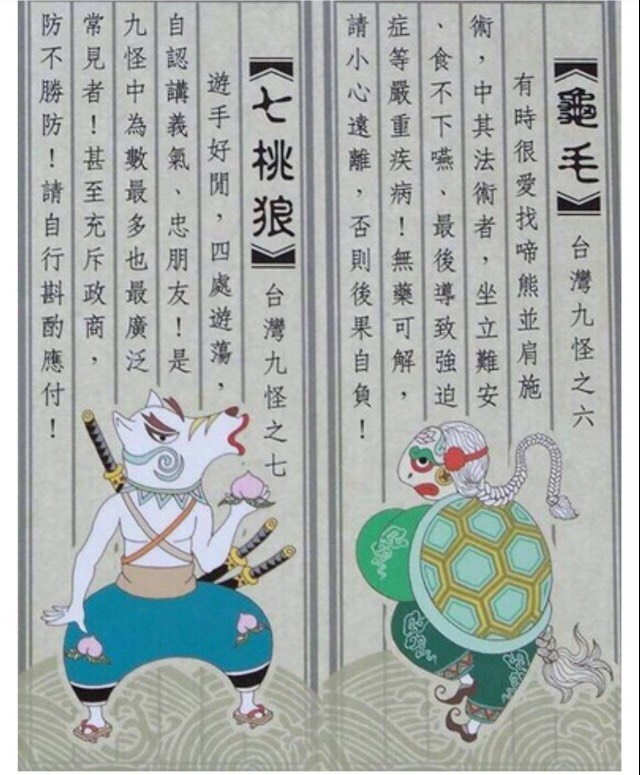 【龜毛】 台灣九怪之六
有時很愛找啼熊並肩施
術，中其法術者，坐立難安
、食不下嚥、最後導致強迫
症等嚴重疾病！無藥可解，
請小心遠離，否則後果自負！
【七桃狼】 台灣九怪之七
遊手好閒，四處遊蕩，
自認講義氣、忠朋友！是
九怪中為數最多也最廣泛
常見者！甚至充斥政商，
防不勝防！請自行斟酌應付！